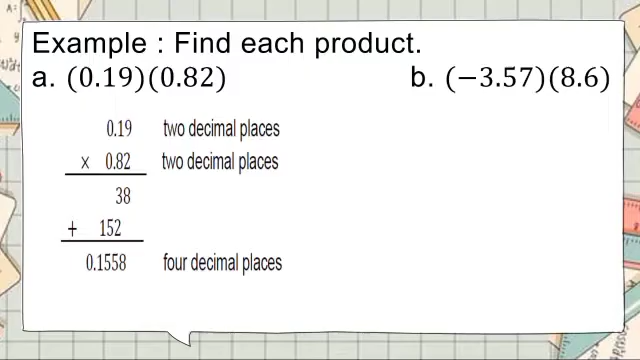 Example : Find each product.
a. (0.19)(0.82) b. (−3.57)(8.6)
0.19 two decimal places
x 0.82 two decimal places
38
+ 152
0.1558 four decimal places